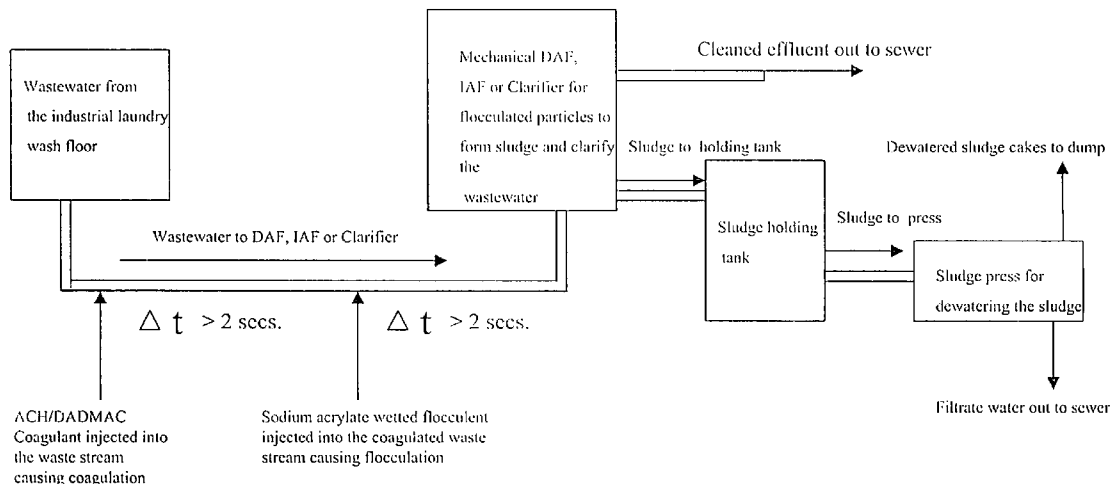 Wastewater from
the industrial laundry
wash floor
Mechanical DAF,
IAF or Clarifier for
flocculated particles to
form sludge and clarify
the
wastewater
Cleaned effluent out to sewer
Sludge to holding tank
Dewatered sludge cakes to dump
Wastewater to DAF, IAF or Clarifier
Sludge holding
tank
Sludge to press
Sludge press for
dewatering the sludge
Δ t > 2 secs.
Δ t > 2 secs.
ACH/DADMAC
Coagulant injected into
the waste stream
causing coagulation
Sodium acrylate wetted flocculent
injected into the coagulated waste
stream causing flocculation
Filtrate water out to sewer